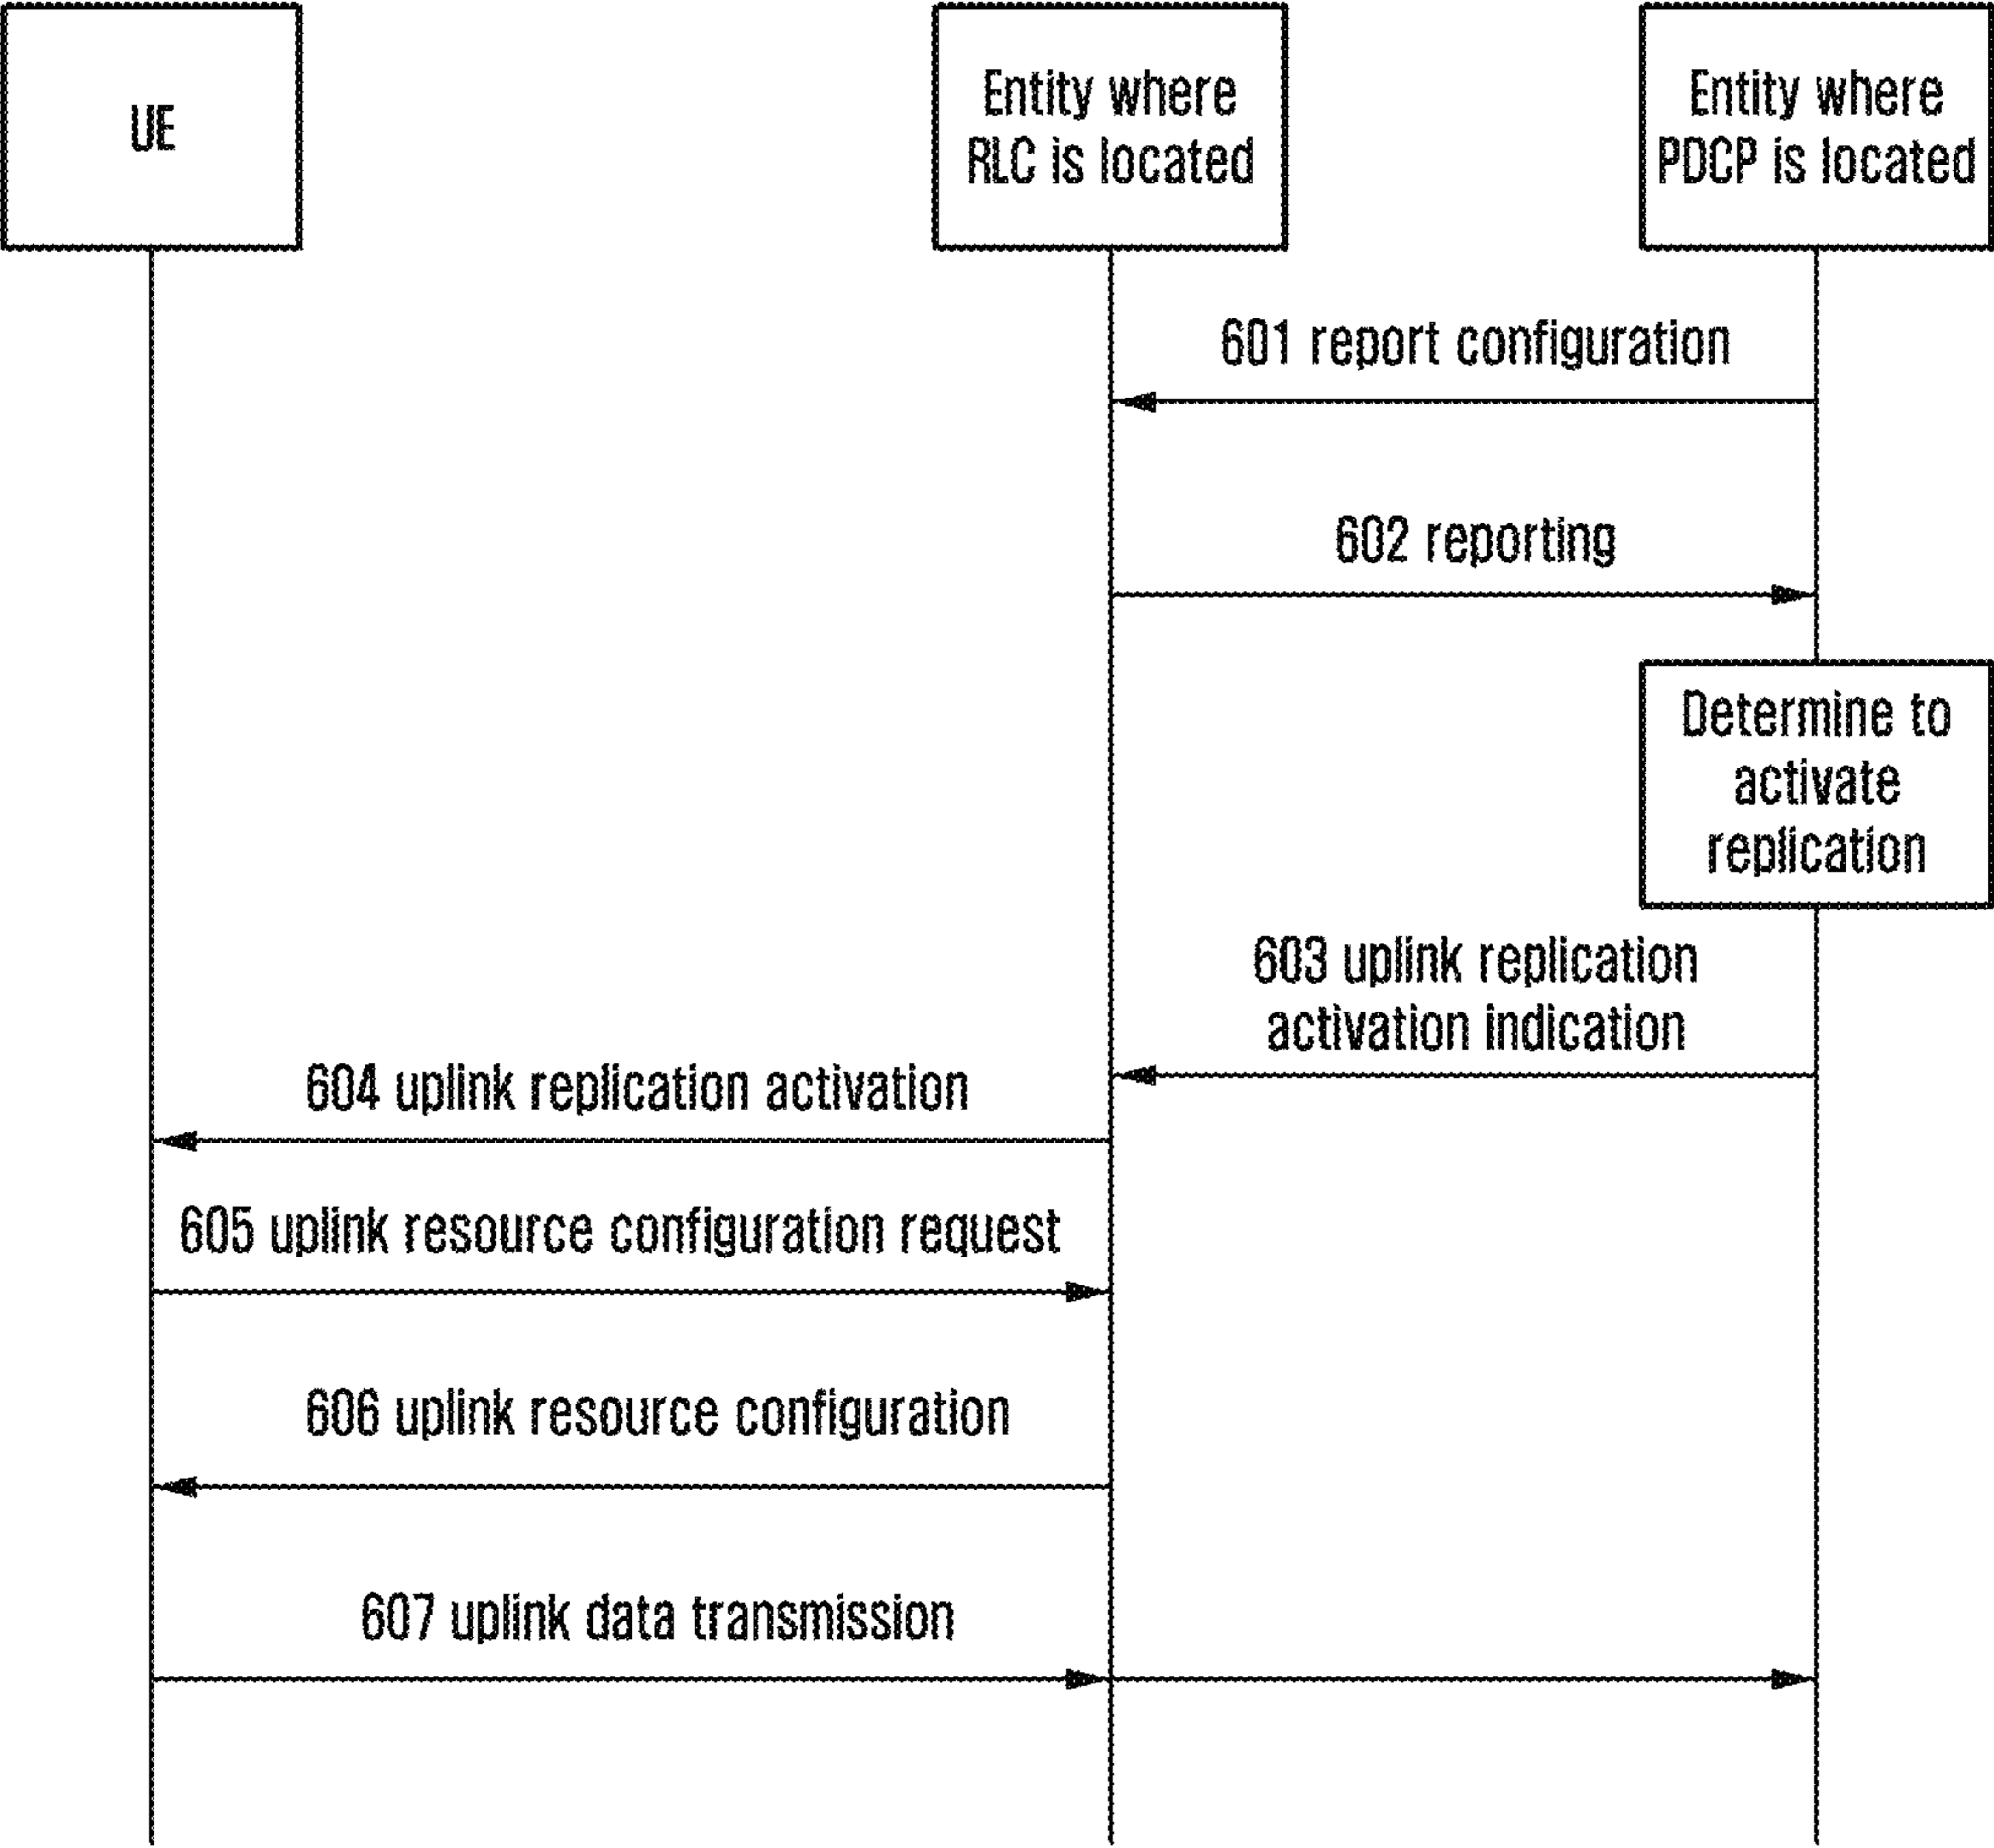 UE
Entity where
RLC is located
Entity where
PDCP is located
601 report configuration
602 reporting
Determine to
activate
replication
603 uplink replication
activation indication
604 uplink replication activation
605 uplink resource configuration request
606 uplink resource configuration
607 uplink data transmission